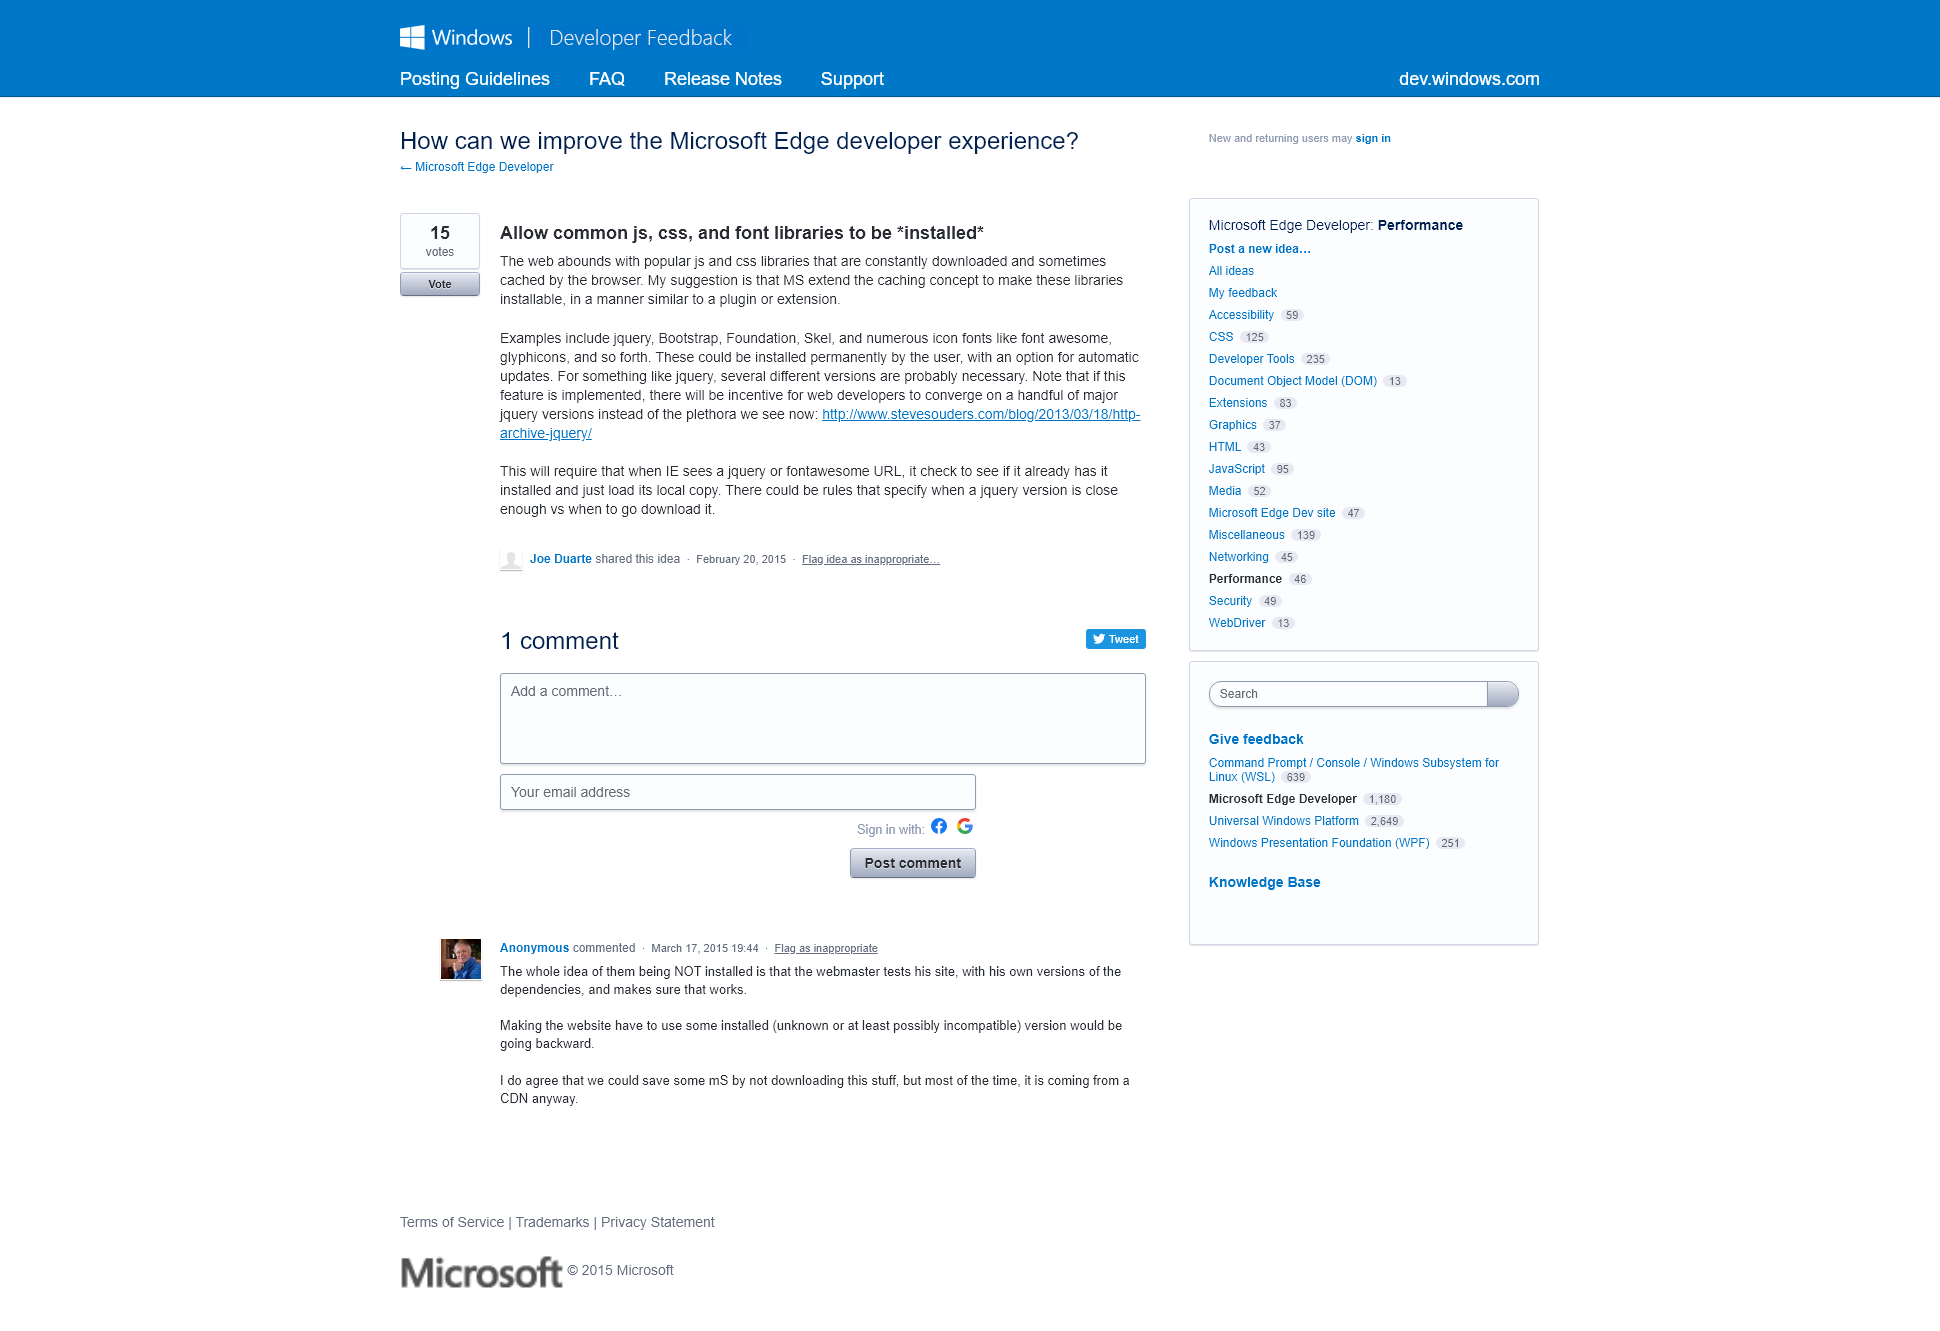 Windows | Developer Feedback
Posting Guidelines FAQ Release Notes Support dev.windows.com
How can we improve the Microsoft Edge developer experience?
← Microsoft Edge Developer
New and returning users may sign in
15
votes
Vote
Allow common js, css, and font libraries to be *installed*
The web abounds with popular js and css libraries that are constantly downloaded and sometimes
cached by the browser. My suggestion is that MS extend the caching concept to make these libraries
installable, in a manner similar to a plugin or extension.
Examples include jquery, Bootstrap, Foundation, Skel, and numerous icon fonts like font awesome,
glyphicons, and so forth. These could be installed permanently by the user, with an option for automatic
updates. For something like jquery, several different versions are probably necessary. Note that if this
feature is implemented, there will be incentive for web developers to converge on a handful of major
jquery versions instead of the plethora we see now: http://www.stevesouders.com/blog/2013/03/18/http-
archive-jquery/
This will require that when IE sees a jquery or fontawesome URL, it check to see if it already has it
installed and just load its local copy. There could be rules that specify when a jquery version is close
enough vs when to go download it.
Joe Duarte shared this idea · February 20, 2015 · Flag idea as inappropriate…
1 comment
Tweet
Add a comment…
Your email address
Sign in with:
Post comment
Anonymous commented · March 17, 2015 19:44 · Flag as inappropriate
The whole idea of them being NOT installed is that the webmaster tests his site, with his own versions of the
dependencies, and makes sure that works.
Making the website have to use some installed (unknown or at least possibly incompatible) version would be
going backward.
I do agree that we could save some mS by not downloading this stuff, but most of the time, it is coming from a
CDN anyway.
Microsoft Edge Developer: Performance
Post a new idea…
All ideas
My feedback
Accessibility 59
CSS 125
Developer Tools 235
Document Object Model (DOM) 13
Extensions 83
Graphics 37
HTML 43
JavaScript 95
Media 52
Microsoft Edge Dev site 47
Miscellaneous 139
Networking 45
Performance 46
Security 49
WebDriver 13
Search
Give feedback
Command Prompt / Console / Windows Subsystem for
Linux (WSL) 639
Microsoft Edge Developer 1,180
Universal Windows Platform 2,649
Windows Presentation Foundation (WPF) 251
Knowledge Base
Terms of Service | Trademarks | Privacy Statement
Microsoft © 2015 Microsoft